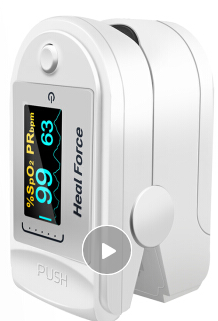 %SpO2 PRbpm
99 63
Heal Force
PUSH